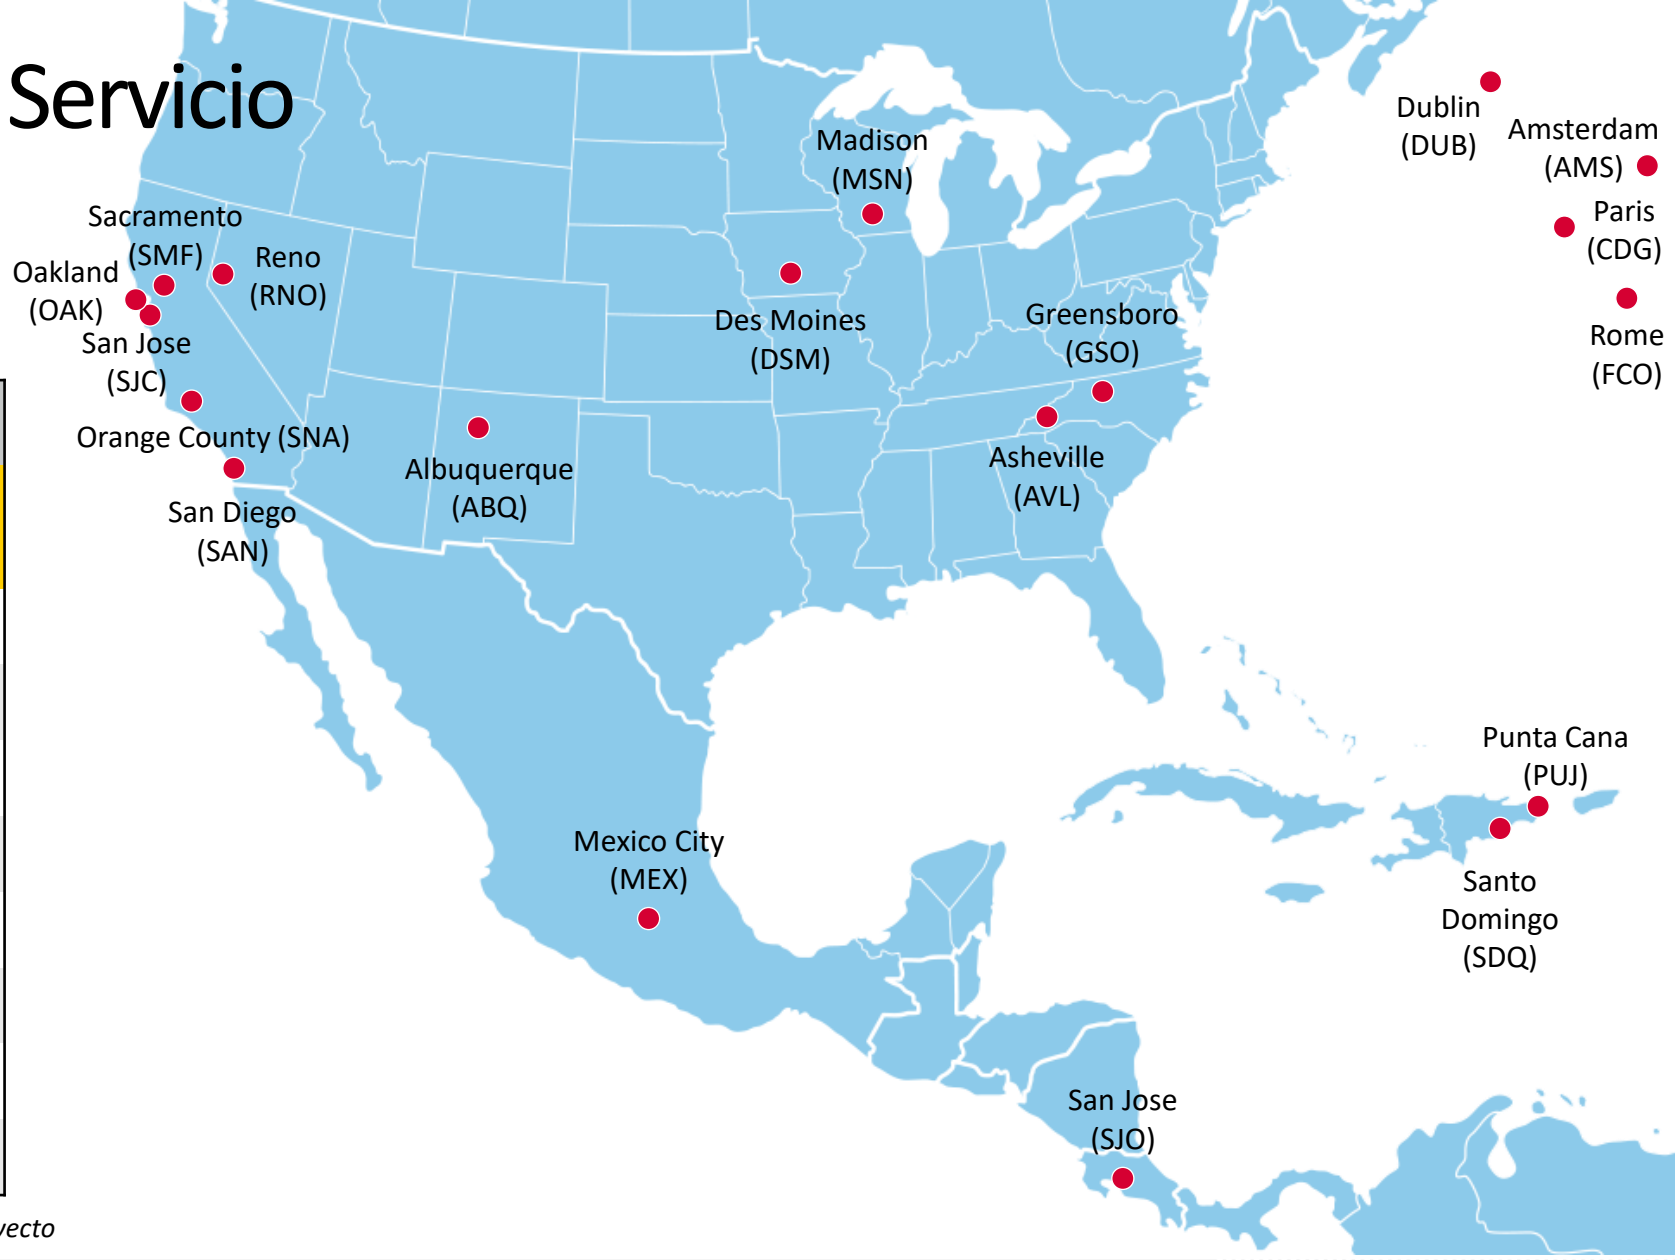 Servicio
Dublin
(DUB)
Amsterdam
(AMS)
Madison
(MSN)
Paris
(CDG)
Sacramento
(SMF)
Reno
(RNO)
Oakland
(OAK)
Rome
(FCO)
Des Moines
(DSM)
Greensboro
(GSO)
San Jose
(SJC)
Orange County (SNA)
Albuquerque
(ABQ)
Asheville
(AVL)
San Diego
(SAN)
Punta Cana
(PUJ)
Mexico City
(MEX)
Santo
Domingo
(SDQ)
San Jose
(SJO)